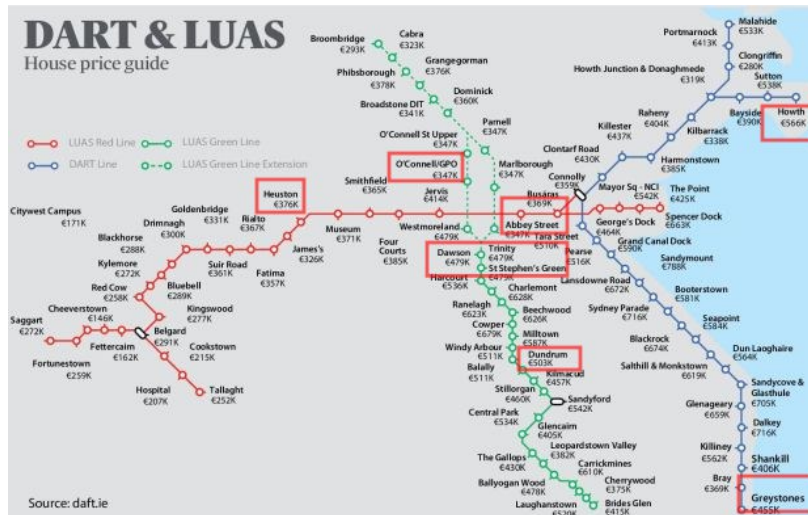 DART & LUAS
House price guide
LUAS Red Line
LUAS Green Line
DART Line
LUAS Green Line Extension
Broombridge
€293K
Cabra
€323K
Phibsborough
€378K
Grangegorman
€376K
Broadstone DIT
€341K
Dominick
€360K
Parnell
€347K
O'Connell St Upper
€347K
O'Connell/GPO
€347K
Marlborough
€347K
Westmoreland
€479K
Trinity
€479K
Dawson
€479K
St Stephen's Green
€479K
Harcourt
€536K
Charlemont
€628K
Ranelagh
€623K
Beechwood
€626K
Cowper
€679K
Milltown
€587K
Windy Arbour
€511K
Dundrum
€503K
Balally
€511K
Kilmacud
€457K
Stillorgan
€460K
Sandyford
€542K
Central Park
€534K
Glencairn
€405K
The Gallops
€430K
Leopardstown Valley
€382K
Ballyogan Wood
€478K
Carrickmines
€610K
Laughanstown
€520K
Cherrywood
€375K
Brides Glen
€415K
The Point
€425K
Spencer Dock
€663K
Mayor Sq - NCI
€542K
George's Dock
€464K
Connolly
€359K
Busáras
€369K
Abbey Street
€347K
Jervis
€414K
Four
Courts
€385K
Smithfield
€365K
Museum
€371K
Heuston
€376K
James's
€326K
Fatima
€357K
Rialto
€367K
Suir Road
€361K
Goldenbridge
€331K
Drimnagh
€300K
Blackhorse
€288K
Bluebell
€289K
Kylemore
€272K
Red Cow
€258K
Kingswood
€277K
Belgard
€291K
Cookstown
€215K
Hospital
€207K
Tallaght
€252K
Fettercairn
€162K
Cheeverstown
€146K
Citywest Campus
€171K
Fortunestown
€259K
Saggart
€272K
Malahide
€533K
Portmarnock
€413K
Clongriffin
€280K
Sutton
€538K
Howth
€566K
Bayside
€390K
Howth Junction & Donaghmede
€319K
Kilbarrack
€338K
Raheny
€404K
Harmonstown
€385K
Killester
€437K
Clontarf Road
€430K
Tara Street
€510K
Pearse
€516K
Grand Canal Dock
€590K
Lansdowne Road
€672K
Sandymount
€788K
Sydney Parade
€716K
Booterstown
€581K
Blackrock
€674K
Seapoint
€584K
Salthill & Monkstown
€619K
Dun Laoghaire
€564K
Sandycove &
Glasthule
€705K
Glenageary
€659K
Dalkey
€716K
Killiney
€562K
Shankill
€406K
Bray
€369K
Greystones
€455K
Source: daft.ie